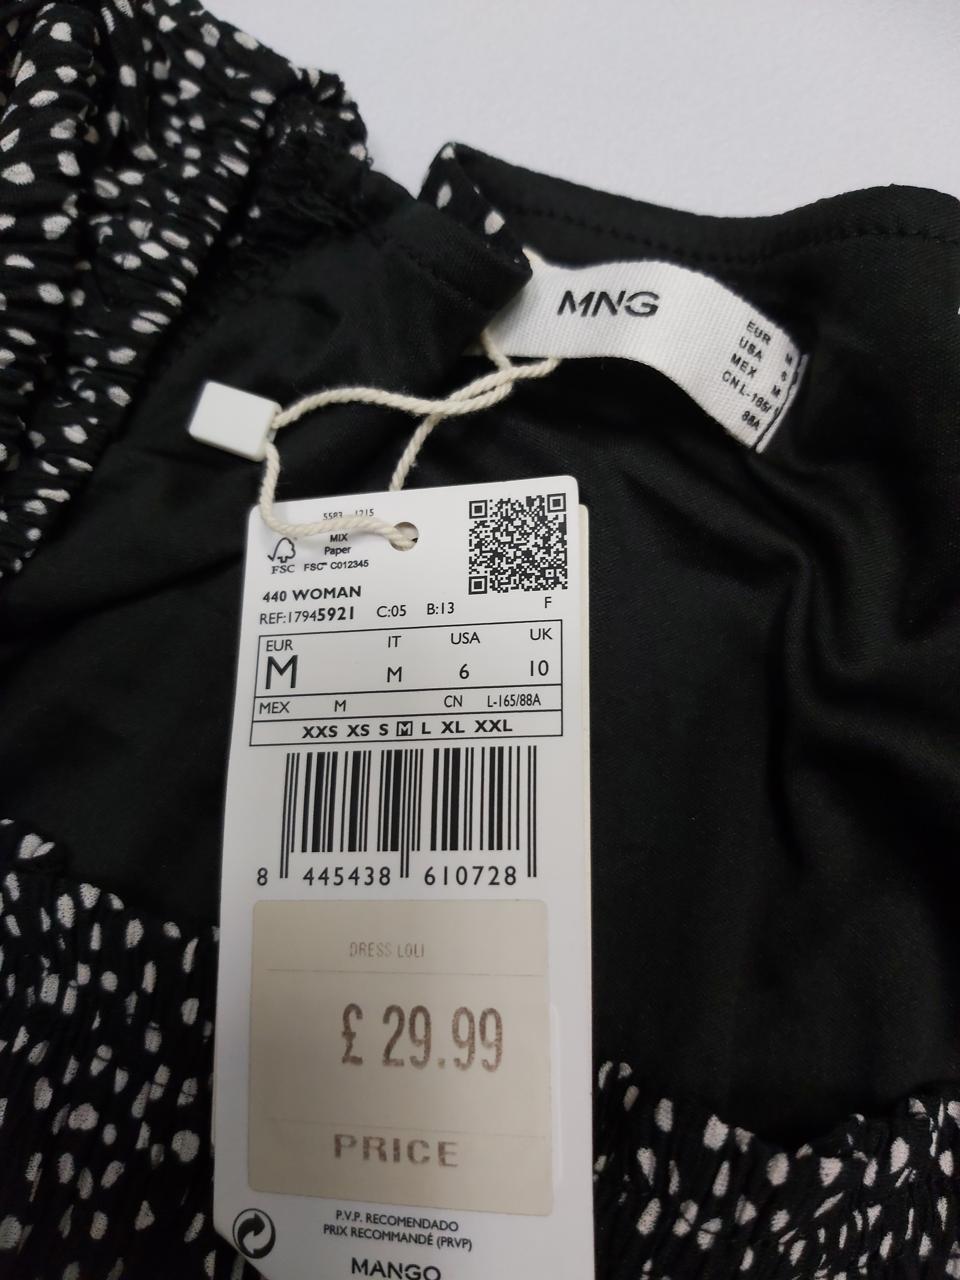 MNG
EUR M
USA 6
MEX M
CN L-165/
88A
5583 1215
MIX
Paper
FSC FSC™ C012345
440 WOMAN
REF:17945921 C:05 B:13 F
EUR IT USA UK
M M 6 10
MEX M CN L-165/88A
XXS XS S M L XL XXL
8 445438 610728
DRESS LOLI
£ 29.99
PRICE
P.V.P. RECOMENDADO
PRIX RECOMMANDÉ (PRVP)
MANGO